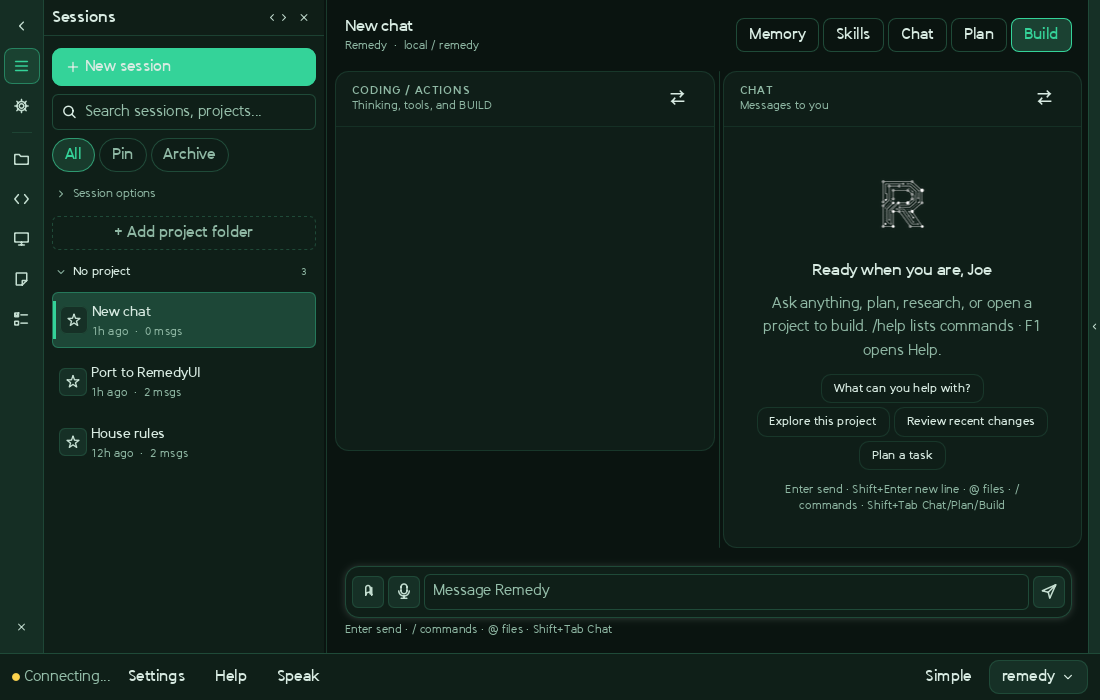 Sessions
New session
Search sessions, projects...
All
Pin
Archive
Session options
+ Add project folder
No project
3
New chat
1h ago · 0 msgs
Port to RemedyUI
1h ago · 2 msgs
House rules
12h ago · 2 msgs
New chat
Remedy · local / remedy
Memory
Skills
Chat
Plan
Build
CODING / ACTIONS
Thinking, tools, and BUILD
CHAT
Messages to you
R
Ready when you are, Joe
Ask anything, plan, research, or open a
project to build. /help lists commands · F1
opens Help.
What can you help with?
Explore this project
Review recent changes
Plan a task
Enter send · Shift+Enter new line · @ files · /
commands · Shift+Tab Chat/Plan/Build
Message Remedy
Enter send · / commands · @ files · Shift+Tab Chat
Connecting...
Settings
Help
Speak
Simple
remedy